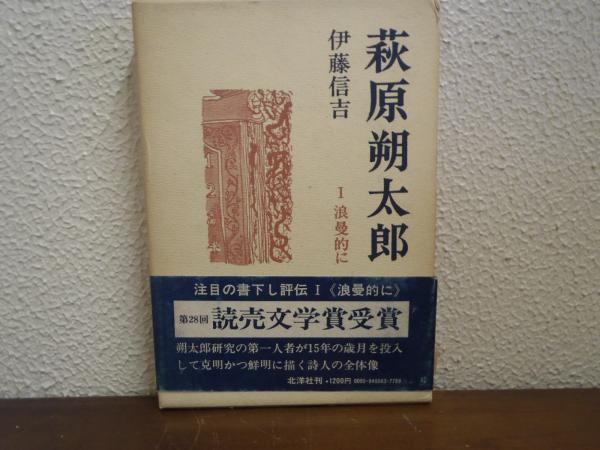 萩原朔太郎
伊藤信吉
I 浪曼的に
注目の書下し評伝 I 《浪曼的に》
第28回 読売文学賞受賞
朔太郎研究の第一人者が15年の歳月を投入
して克明かつ鮮明に描く詩人の全体像
北洋社刊・1200円